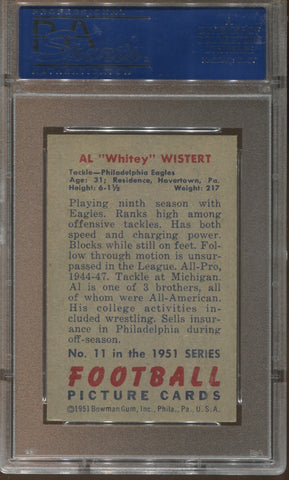 AL "Whitey" WISTERT
Tackle—Philadelphia Eagles
Age: 31; Residence, Havertown, Pa.
Height: 6-1½ Weight: 217
Playing ninth season with
Eagles. Ranks high among
offensive tackles. Has both
speed and charging power.
Blocks while still on feet. Fol-
low through motion is unsur-
passed in the League. All-Pro,
1944-47. Tackle at Michigan.
Al is one of 3 brothers, all
of whom were All-American.
His college activities in-
cluded wrestling. Sells insur-
ance in Philadelphia during
off-season.
No. 11 in the 1951 SERIES
FOOTBALL
PICTURE CARDS
©1951 Bowman Gum, Inc., Phila., Pa., U.S.A.